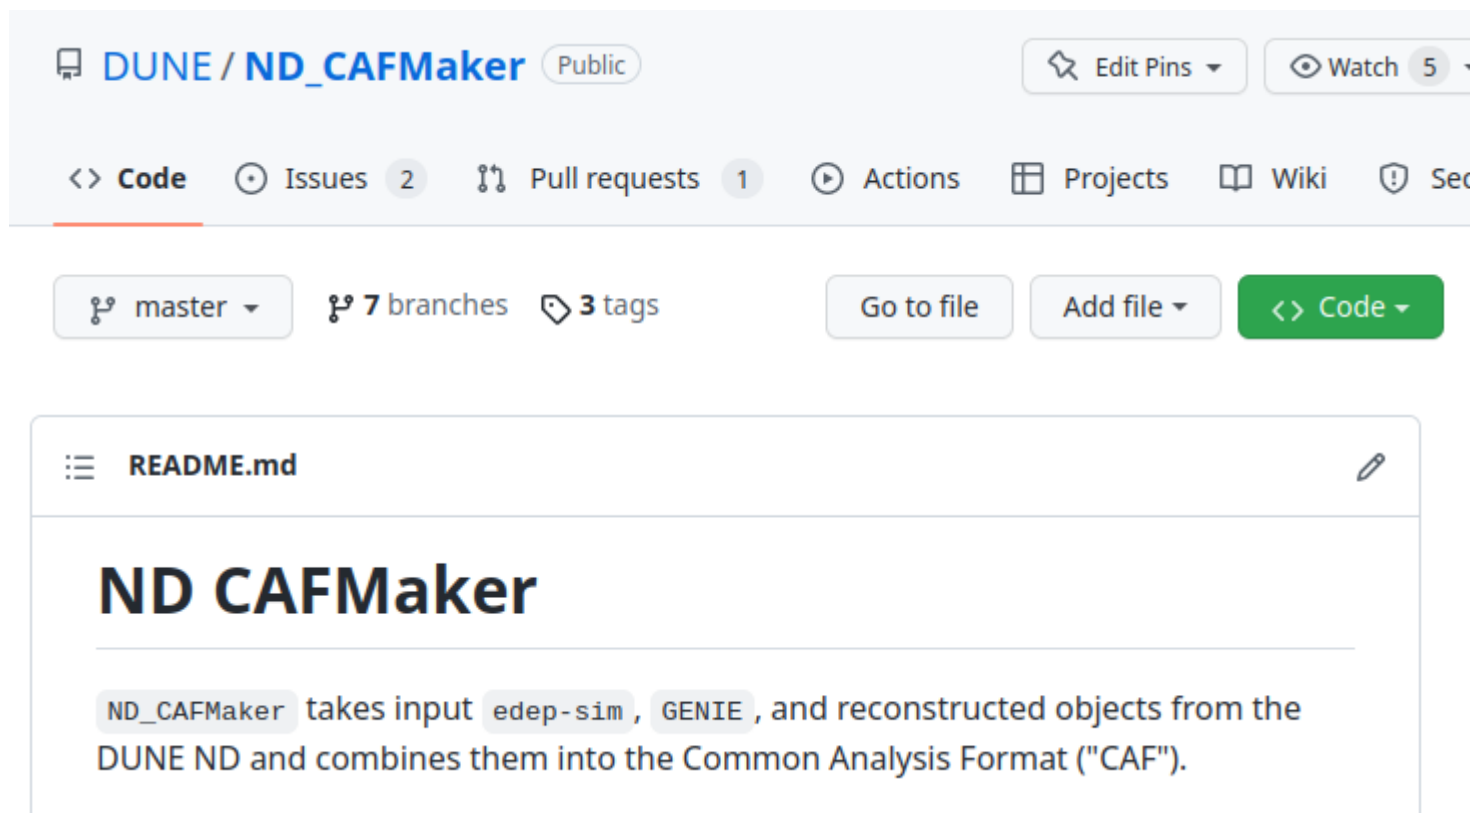 DUNE / ND_CAFMaker Public Edit Pins Watch 5
Code Issues 2 Pull requests 1 Actions Projects Wiki Sec
master 7 branches 3 tags Go to file Add file Code
README.md
ND CAFMaker
ND_CAFMaker takes input edep-sim, GENIE, and reconstructed objects from the
DUNE ND and combines them into the Common Analysis Format ("CAF").